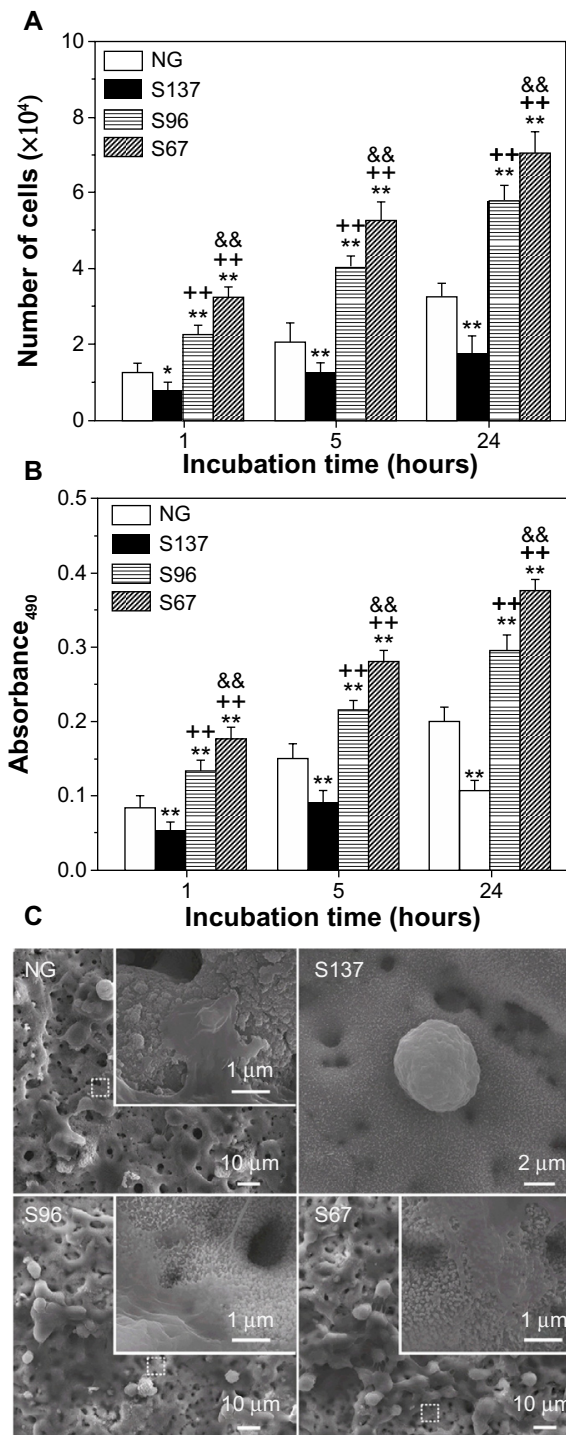 A
10
8
6
4
2
0
Number of cells (×10⁴)
NG
S137
S96
S67
*
**
++
**
&&
++
**
**
++
**
&&
++
**
**
++
**
&&
++
**
1
5
24
Incubation time (hours)
B
0.5
0.4
0.3
0.2
0.1
0.0
Absorbance₄₉₀
NG
S137
S96
S67
**
++
**
&&
++
**
**
++
**
&&
++
**
**
++
**
&&
++
**
1
5
24
Incubation time (hours)
C
NG
1 μm
10 μm
S137
2 μm
S96
1 μm
10 μm
S67
1 μm
10 μm